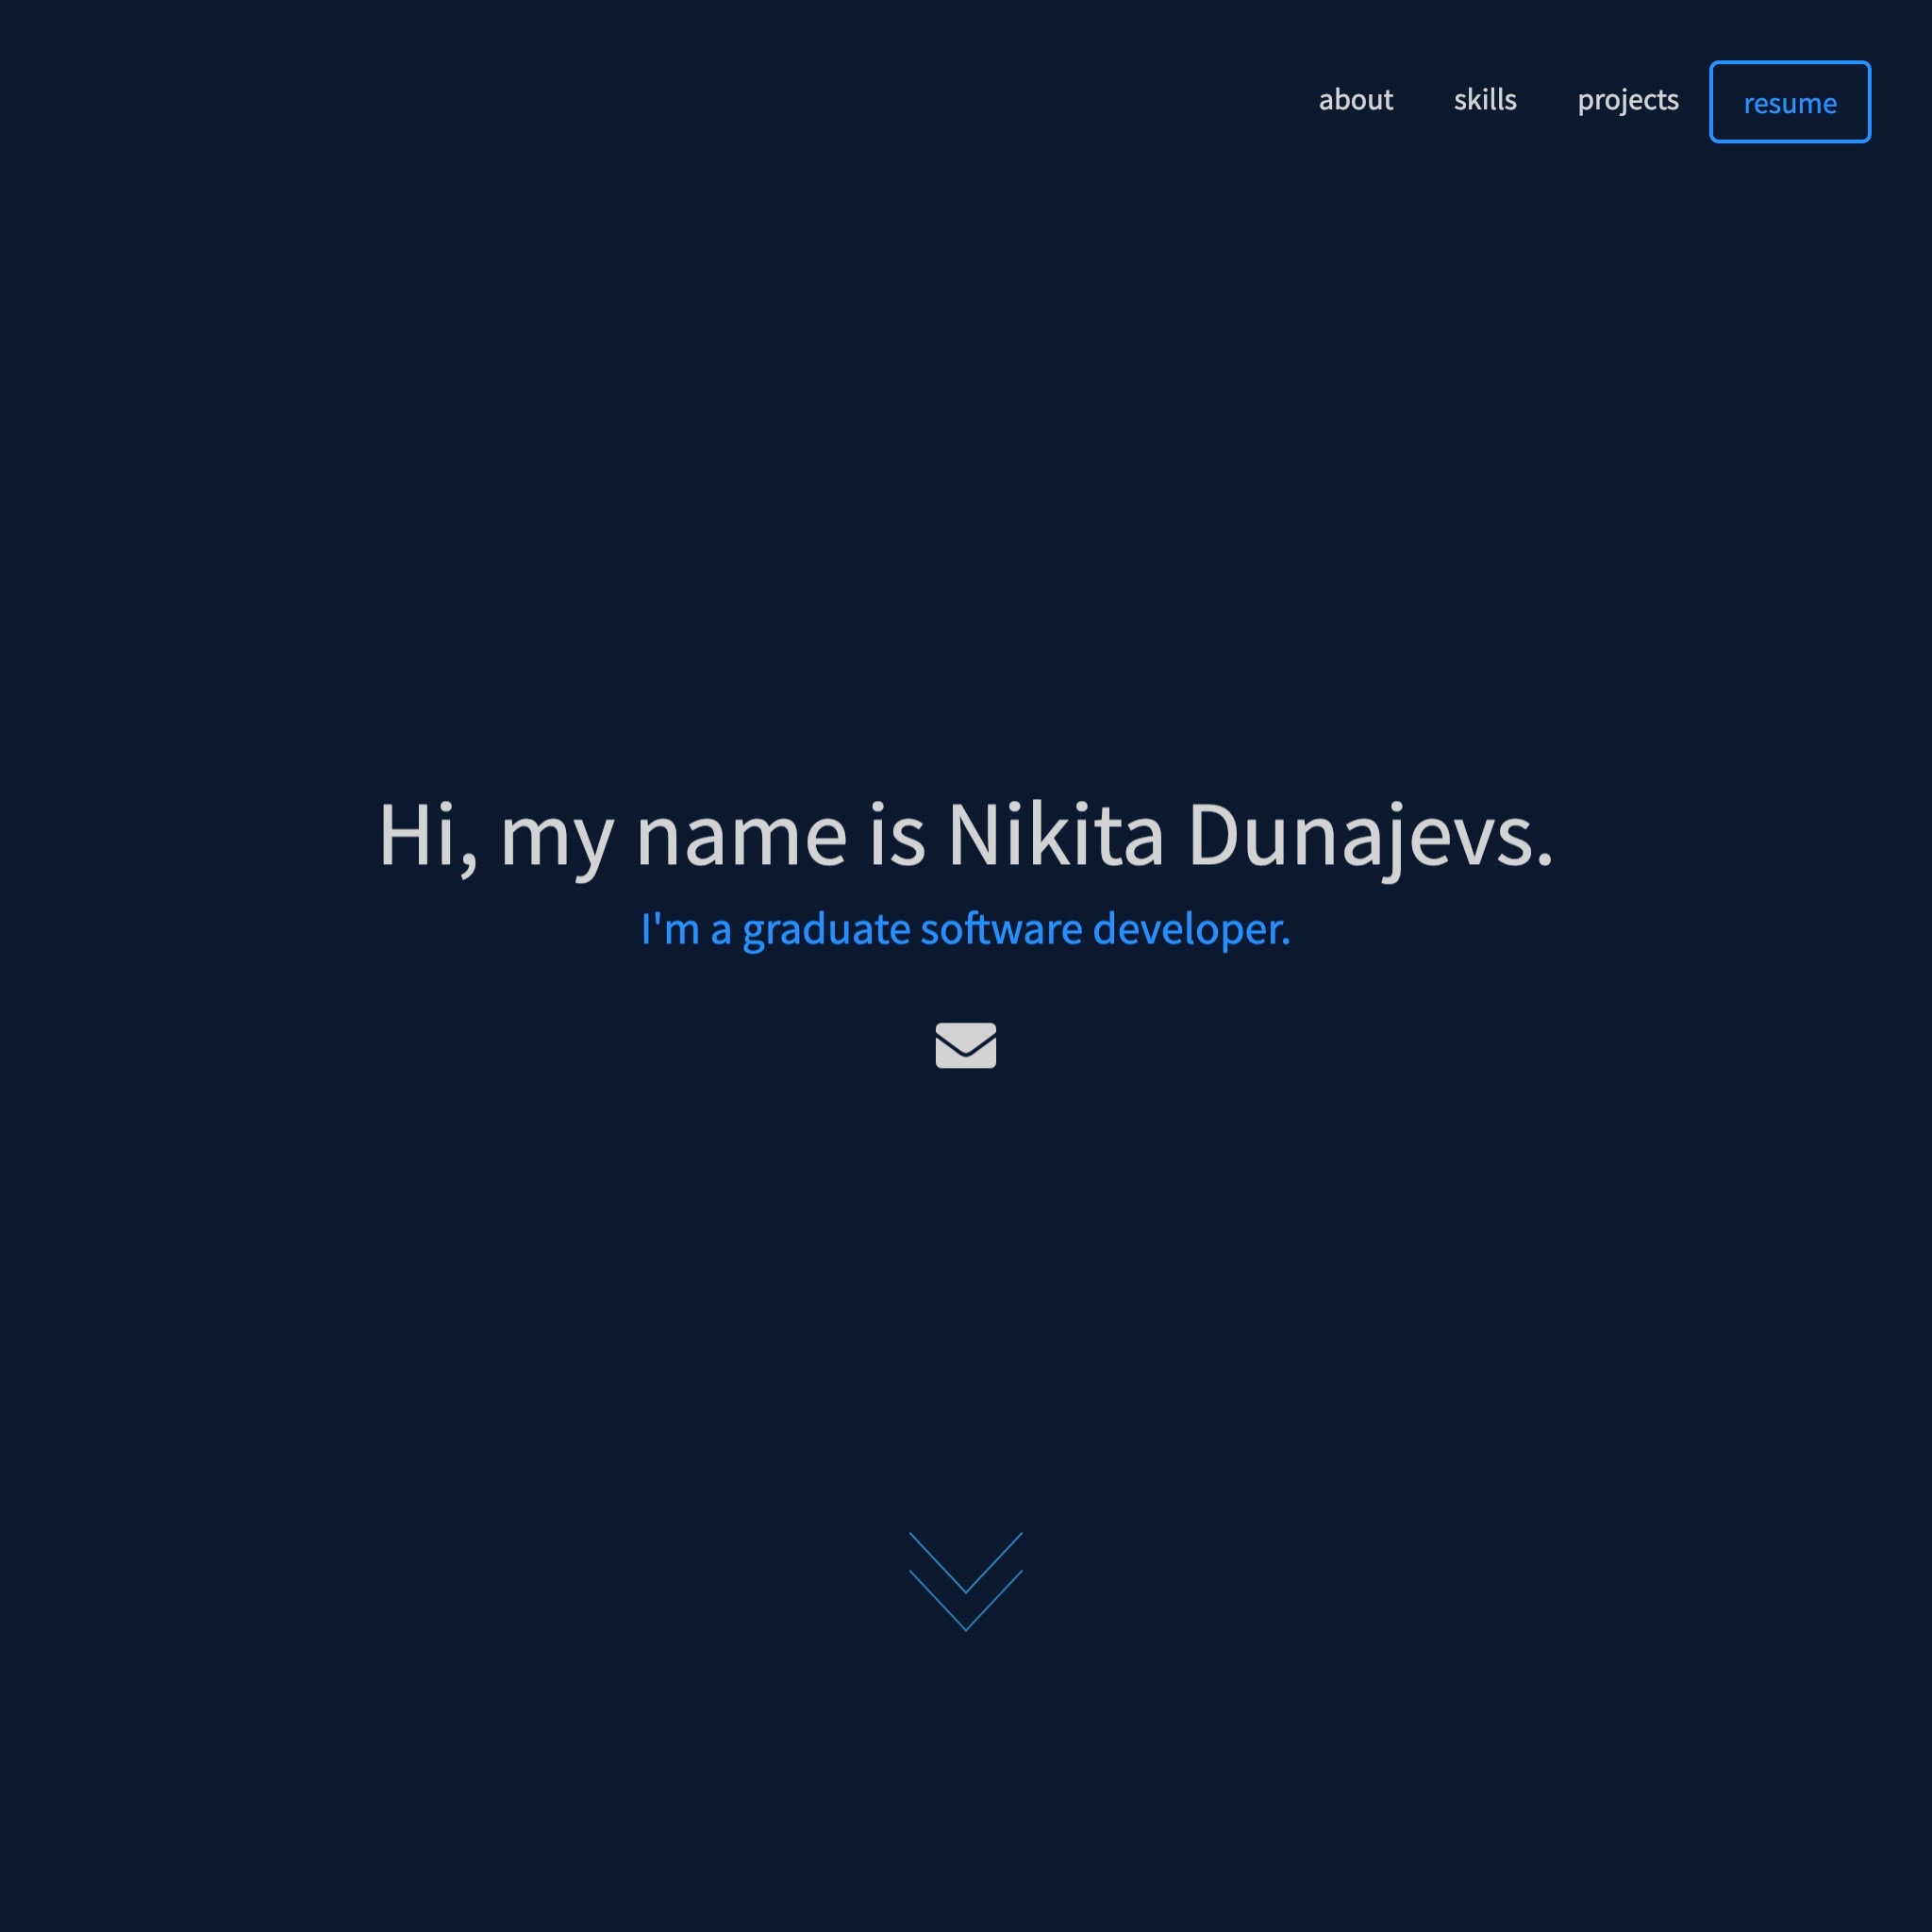 about skills projects resume
Hi, my name is Nikita Dunajevs.
I'm a graduate software developer.